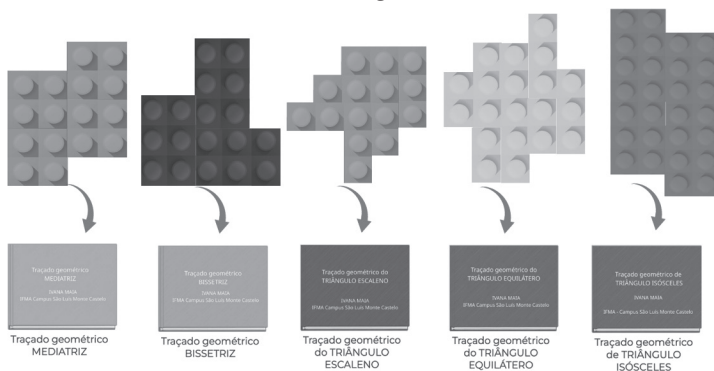 Traçado geométrico
MEDIATRIZ
IVANA MAIA
IFMA Campus São Luís Monte Castelo
Traçado geométrico
BISSETRIZ
IVANA MAIA
IFMA Campus São Luís Monte Castelo
Traçado geométrico do
TRIÂNGULO ESCALENO
IVANA MAIA
IFMA Campus São Luís Monte Castelo
Traçado geométrico do
TRIÂNGULO EQUILÁTERO
IVANA MAIA
IFMA Campus São Luís Monte Castelo
Traçado geométrico de
TRIÂNGULO ISÓSCELES
IVANA MAIA
IFMA - Campus São Luís Monte Castelo
Traçado geométrico
MEDIATRIZ
Traçado geométrico
BISSETRIZ
Traçado geométrico
do TRIÂNGULO
ESCALENO
Traçado geométrico
do TRIÂNGULO
EQUILÁTERO
Traçado geométrico
de TRIÂNGULO
ISÓSCELES